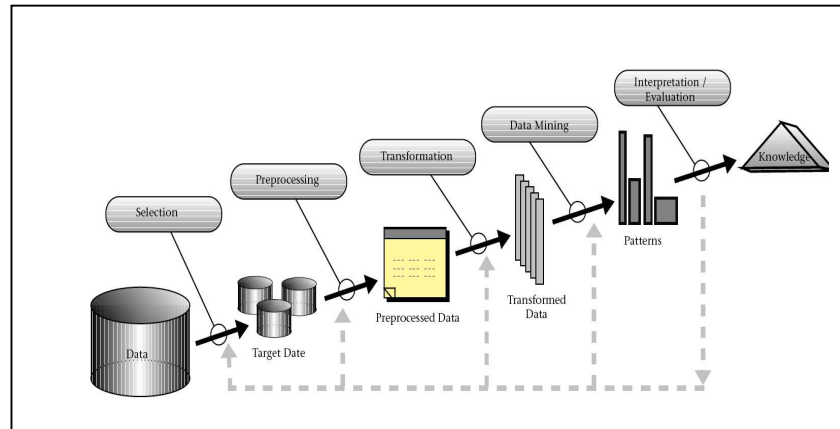 Interpretation /
Evaluation
Data Mining
Knowledge
Transformation
Preprocessing
Patterns
Selection
Transformed
Data
Preprocessed Data
Data
Target Date